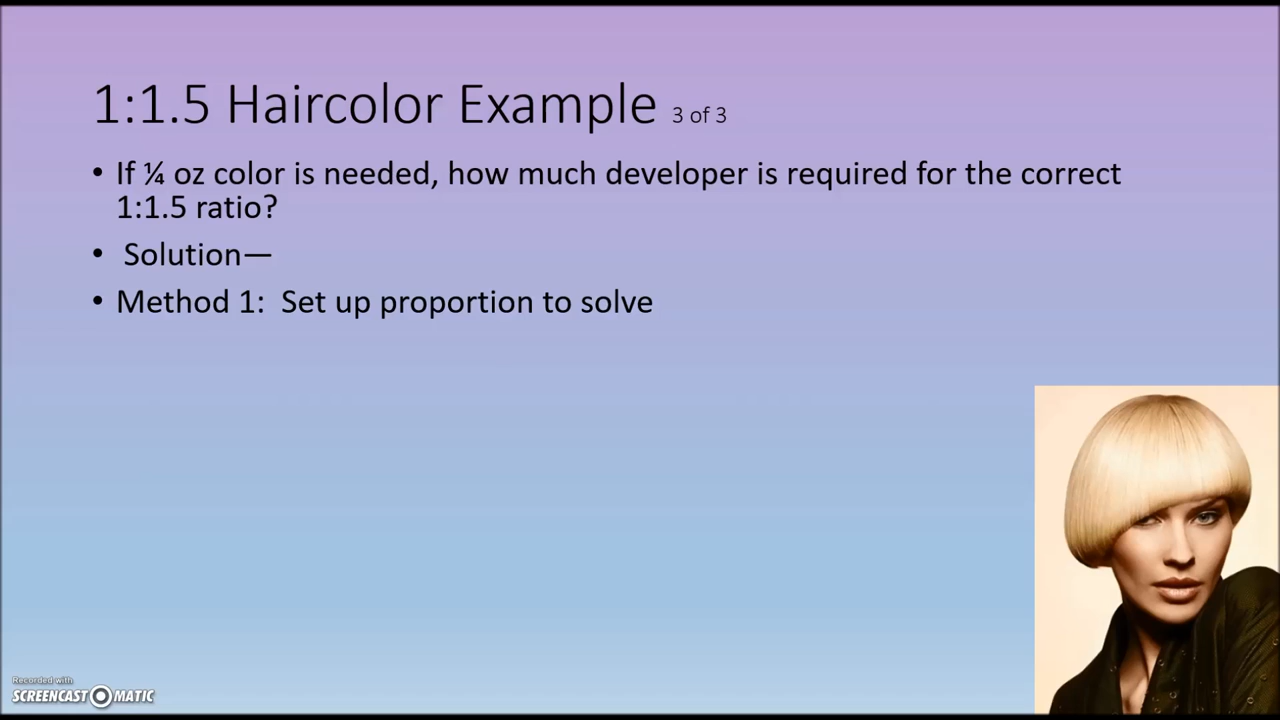 1:1.5 Haircolor Example 3 of 3
• If ¼ oz color is needed, how much developer is required for the correct
1:1.5 ratio?
• Solution—
• Method 1:  Set up proportion to solve
Recorded with
SCREENCAST MATIC